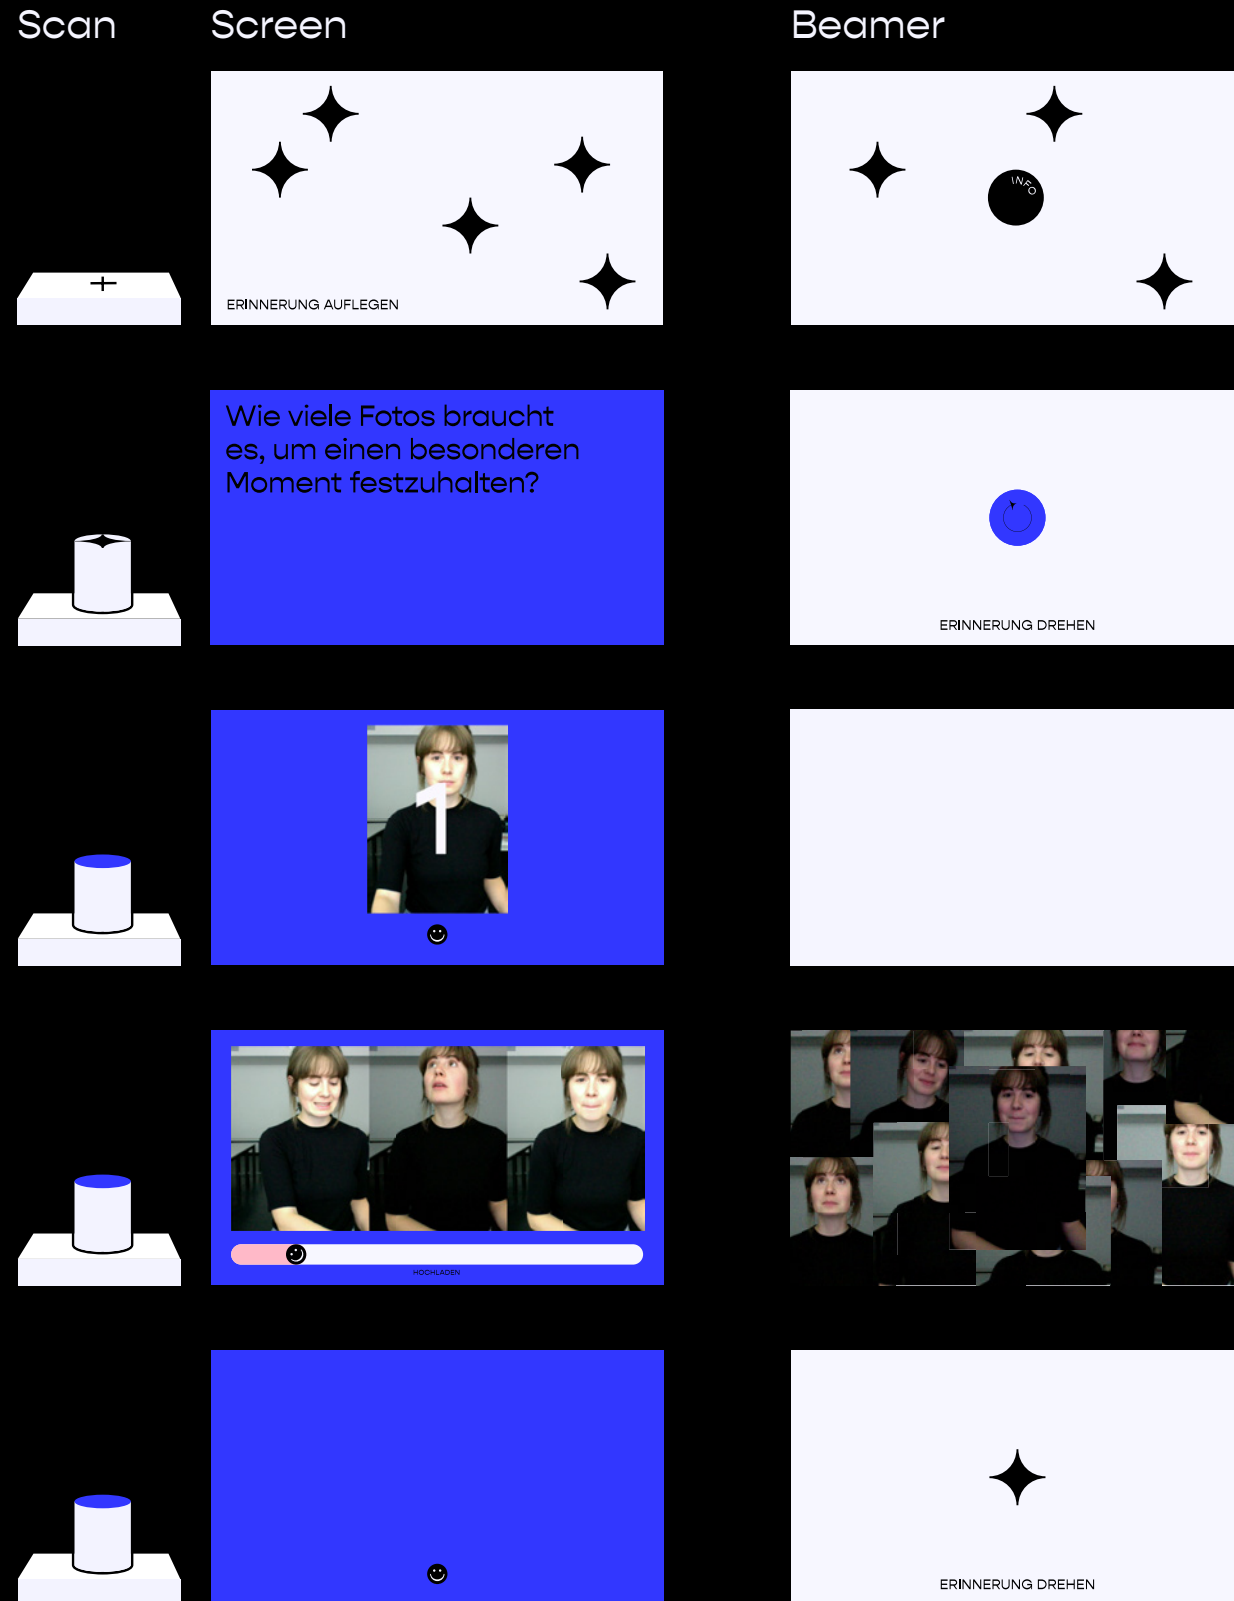 Scan
Screen
Beamer
INFO
ERINNERUNG AUFLEGEN
Wie viele Fotos braucht
es, um einen besonderen
Moment festzuhalten?
ERINNERUNG DREHEN
1
HOCHLADEN
ERINNERUNG DREHEN